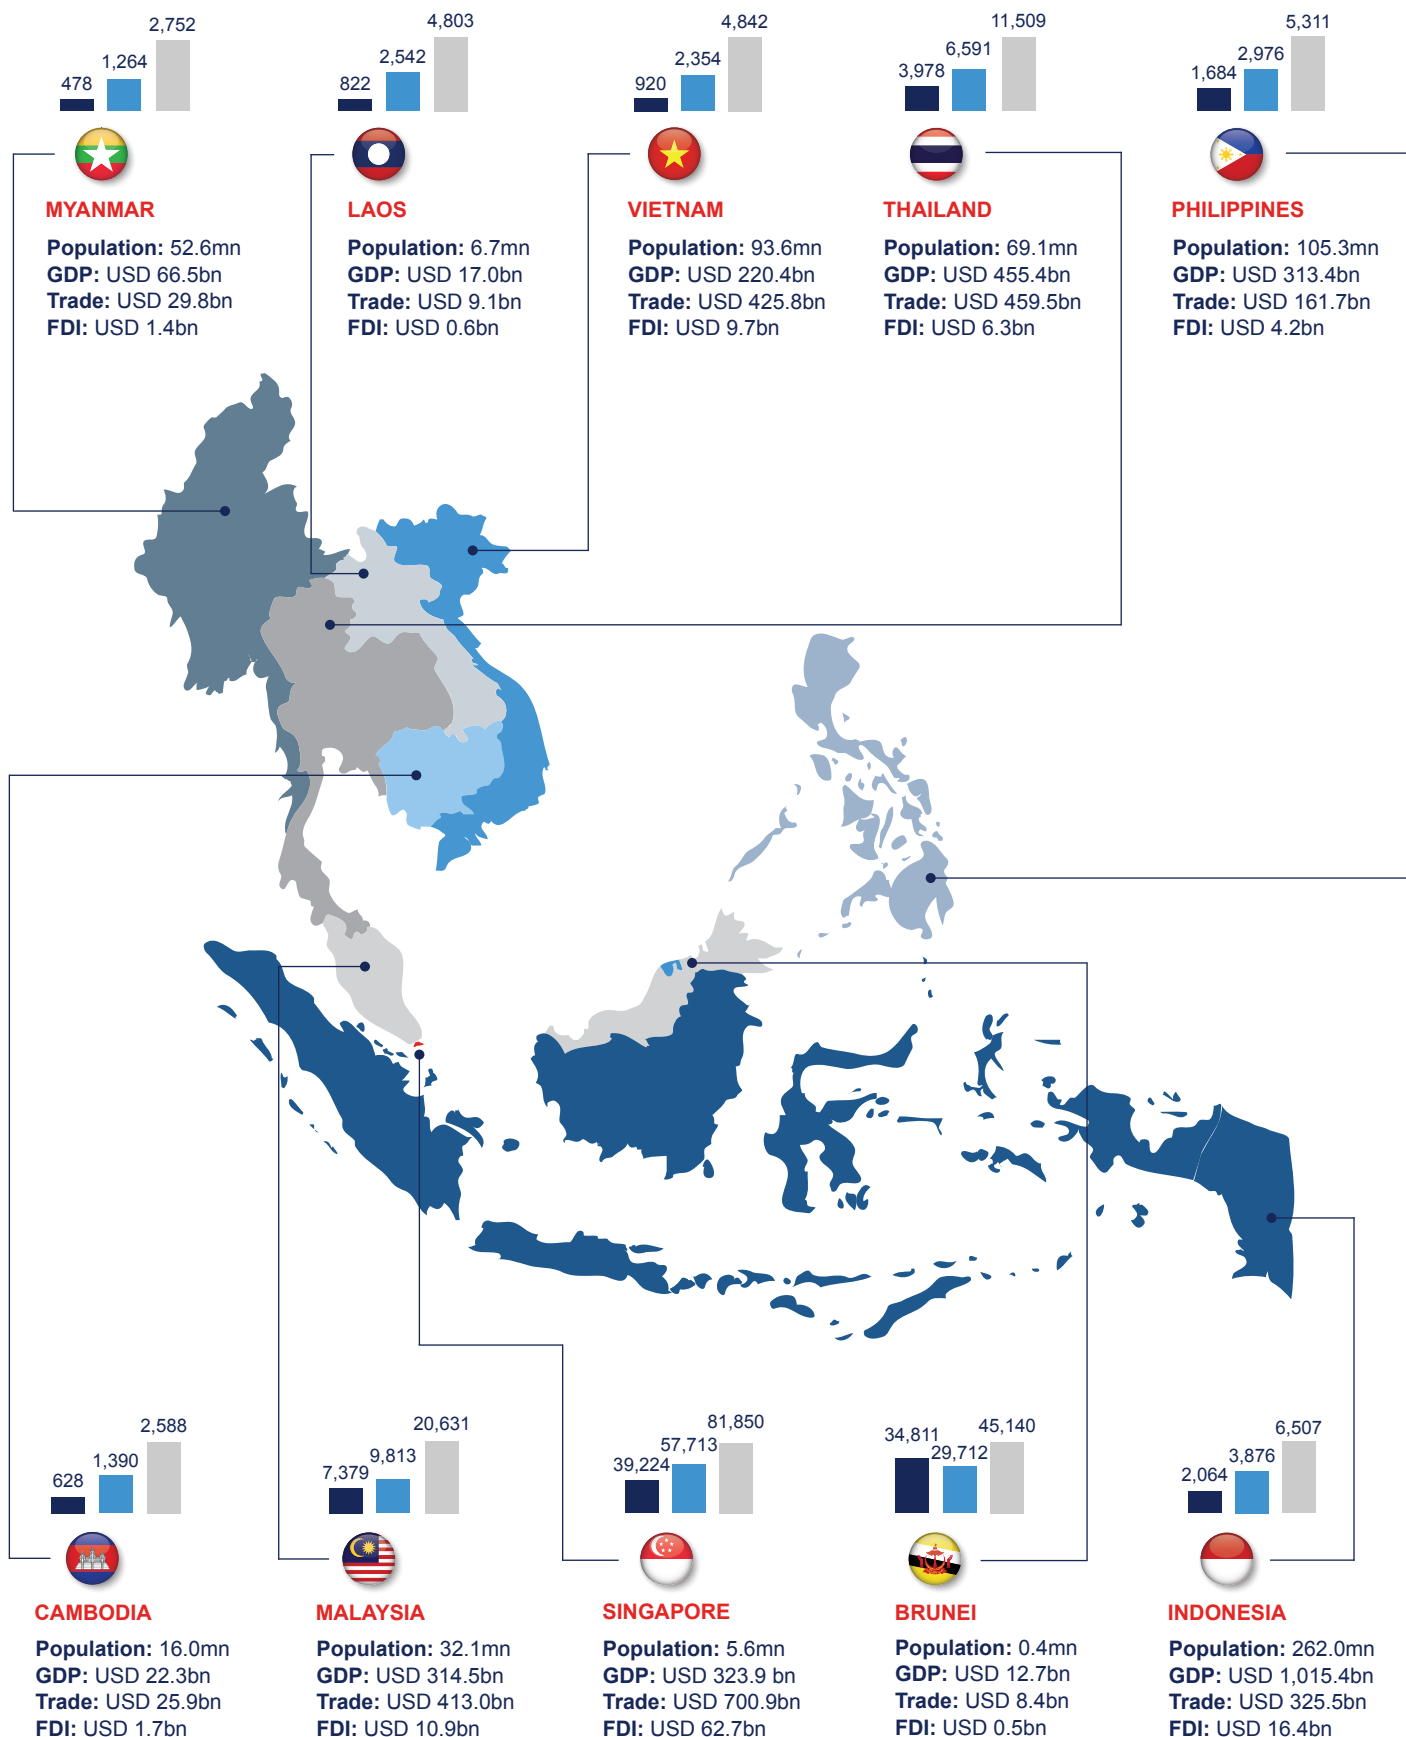 478
1,264
2,752
MYANMAR
Population: 52.6mn
GDP: USD 66.5bn
Trade: USD 29.8bn
FDI: USD 1.4bn
822
2,542
4,803
LAOS
Population: 6.7mn
GDP: USD 17.0bn
Trade: USD 9.1bn
FDI: USD 0.6bn
920
2,354
4,842
VIETNAM
Population: 93.6mn
GDP: USD 220.4bn
Trade: USD 425.8bn
FDI: USD 9.7bn
3,978
6,591
11,509
THAILAND
Population: 69.1mn
GDP: USD 455.4bn
Trade: USD 459.5bn
FDI: USD 6.3bn
1,684
2,976
5,311
PHILIPPINES
Population: 105.3mn
GDP: USD 313.4bn
Trade: USD 161.7bn
FDI: USD 4.2bn
628
1,390
2,588
CAMBODIA
Population: 16.0mn
GDP: USD 22.3bn
Trade: USD 25.9bn
FDI: USD 1.7bn
7,379
9,813
20,631
MALAYSIA
Population: 32.1mn
GDP: USD 314.5bn
Trade: USD 413.0bn
FDI: USD 10.9bn
39,224
57,713
81,850
SINGAPORE
Population: 5.6mn
GDP: USD 323.9 bn
Trade: USD 700.9bn
FDI: USD 62.7bn
34,811
29,712
45,140
BRUNEI
Population: 0.4mn
GDP: USD 12.7bn
Trade: USD 8.4bn
FDI: USD 0.5bn
2,064
3,876
6,507
INDONESIA
Population: 262.0mn
GDP: USD 1,015.4bn
Trade: USD 325.5bn
FDI: USD 16.4bn